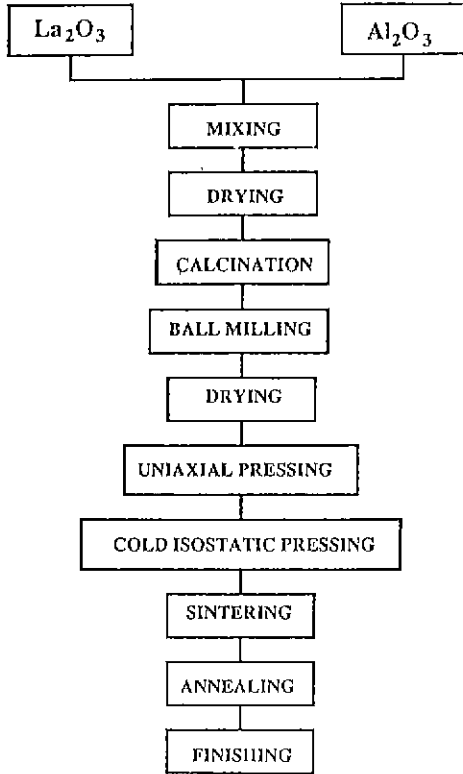 La₂O₃
Al₂O₃
MIXING
DRYING
CALCINATION
BALL MILLING
DRYING
UNIAXIAL PRESSING
COLD ISOSTATIC PRESSING
SINTERING
ANNEALING
FINISHING